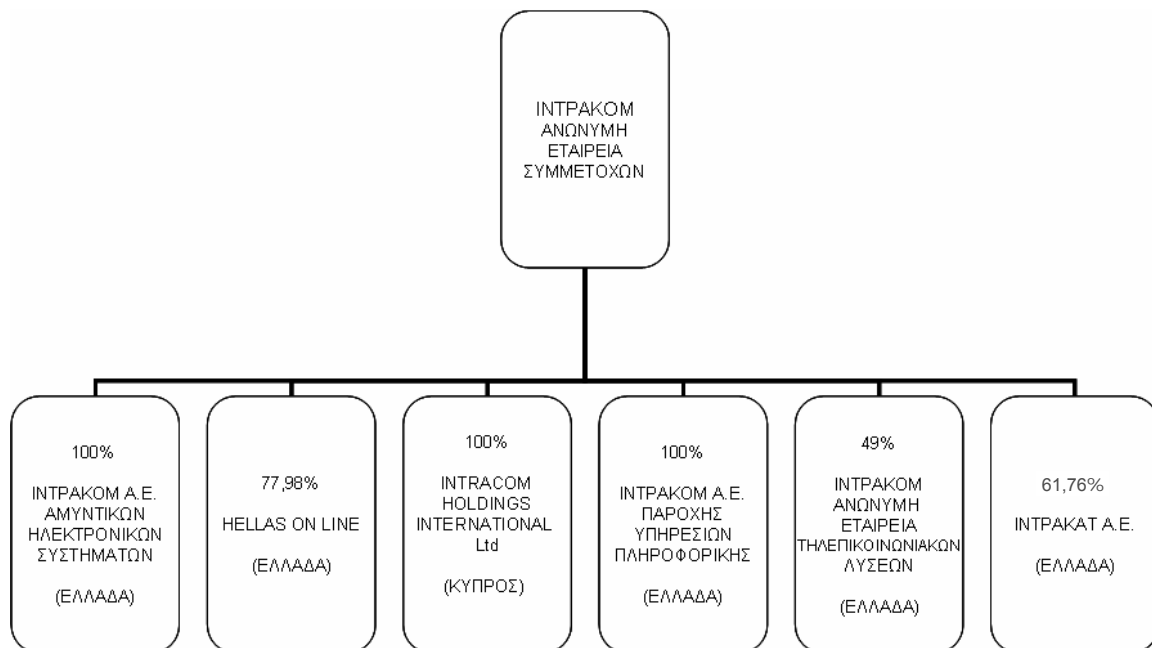 ΙΝΤΡΑΚΟΜ
ΑΝΩΝΥΜΗ
ΕΤΑΙΡΕΙΑ
ΣΥΜΜΕΤΟΧΩΝ
100%
ΙΝΤΡΑΚΟΜ Α.Ε.
ΑΜΥΝΤΙΚΩΝ
ΗΛΕΚΤΡΟΝΙΚΩΝ
ΣΥΣΤΗΜΑΤΩΝ
(ΕΛΛΑΔΑ)
77,98%
HELLAS ON LINE
(ΕΛΛΑΔΑ)
100%
INTRACOM
HOLDINGS
INTERNATIONAL
Ltd
(ΚΥΠΡΟΣ)
100%
ΙΝΤΡΑΚΟΜ Α.Ε.
ΠΑΡΟΧΗΣ
ΥΠΗΡΕΣΙΩΝ
ΠΛΗΡΟΦΟΡΙΚΗΣ
(ΕΛΛΑΔΑ)
49%
ΙΝΤΡΑΚΟΜ
ΑΝΩΝΥΜΗ
ΕΤΑΙΡΕΙΑ
ΤΗΛΕΠΙΚΟΙΝΩΝΙΑΚΩΝ
ΛΥΣΕΩΝ
(ΕΛΛΑΔΑ)
61,76%
ΙΝΤΡΑΚΑΤ Α.Ε.
(ΕΛΛΑΔΑ)